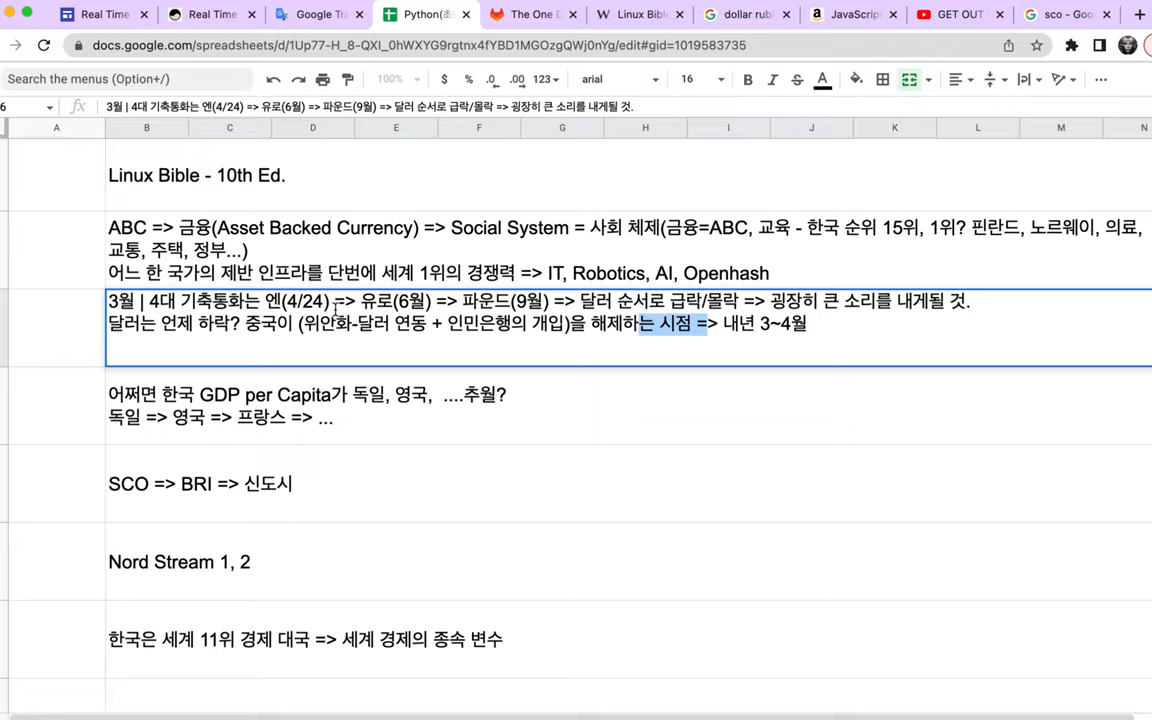 Real Time
Real Time
Google Tra
Python(초
The One D
Linux Bibl
dollar rubl
JavaScript
GET OUT
sco - Goo
docs.google.com/spreadsheets/d/1Up77-H_8-QXI_0hWXYG9rgtnx4fYBD1MGOzgQWj0nYg/edit#gid=1019583735
Search the menus (Option+/)
100%
$
%
.0
.00
123
arial
16
B
I
S
A
6
fx
3월 | 4대 기축통화는 엔(4/24) => 유로(6월) => 파운드(9월) => 달러 순서로 급락/몰락 => 굉장히 큰 소리를 내게될 것.
A B C D E F G H I J K L M N
Linux Bible - 10th Ed.
ABC => 금융(Asset Backed Currency) => Social System = 사회 체제(금융=ABC, 교육 - 한국 순위 15위, 1위? 핀란드, 노르웨이, 의료,
교통, 주택, 정부...)
어느 한 국가의 제반 인프라를 단번에 세계 1위의 경쟁력 => IT, Robotics, AI, Openhash
3월 | 4대 기축통화는 엔(4/24) => 유로(6월) => 파운드(9월) => 달러 순서로 급락/몰락 => 굉장히 큰 소리를 내게될 것.
달러는 언제 하락? 중국이 (위안화-달러 연동 + 인민은행의 개입)을 해제하는 시점 => 내년 3~4월
어쩌면 한국 GDP per Capita가 독일, 영국, ....추월?
독일 => 영국 => 프랑스 => ...
SCO => BRI => 신도시
Nord Stream 1, 2
한국은 세계 11위 경제 대국 => 세계 경제의 종속 변수